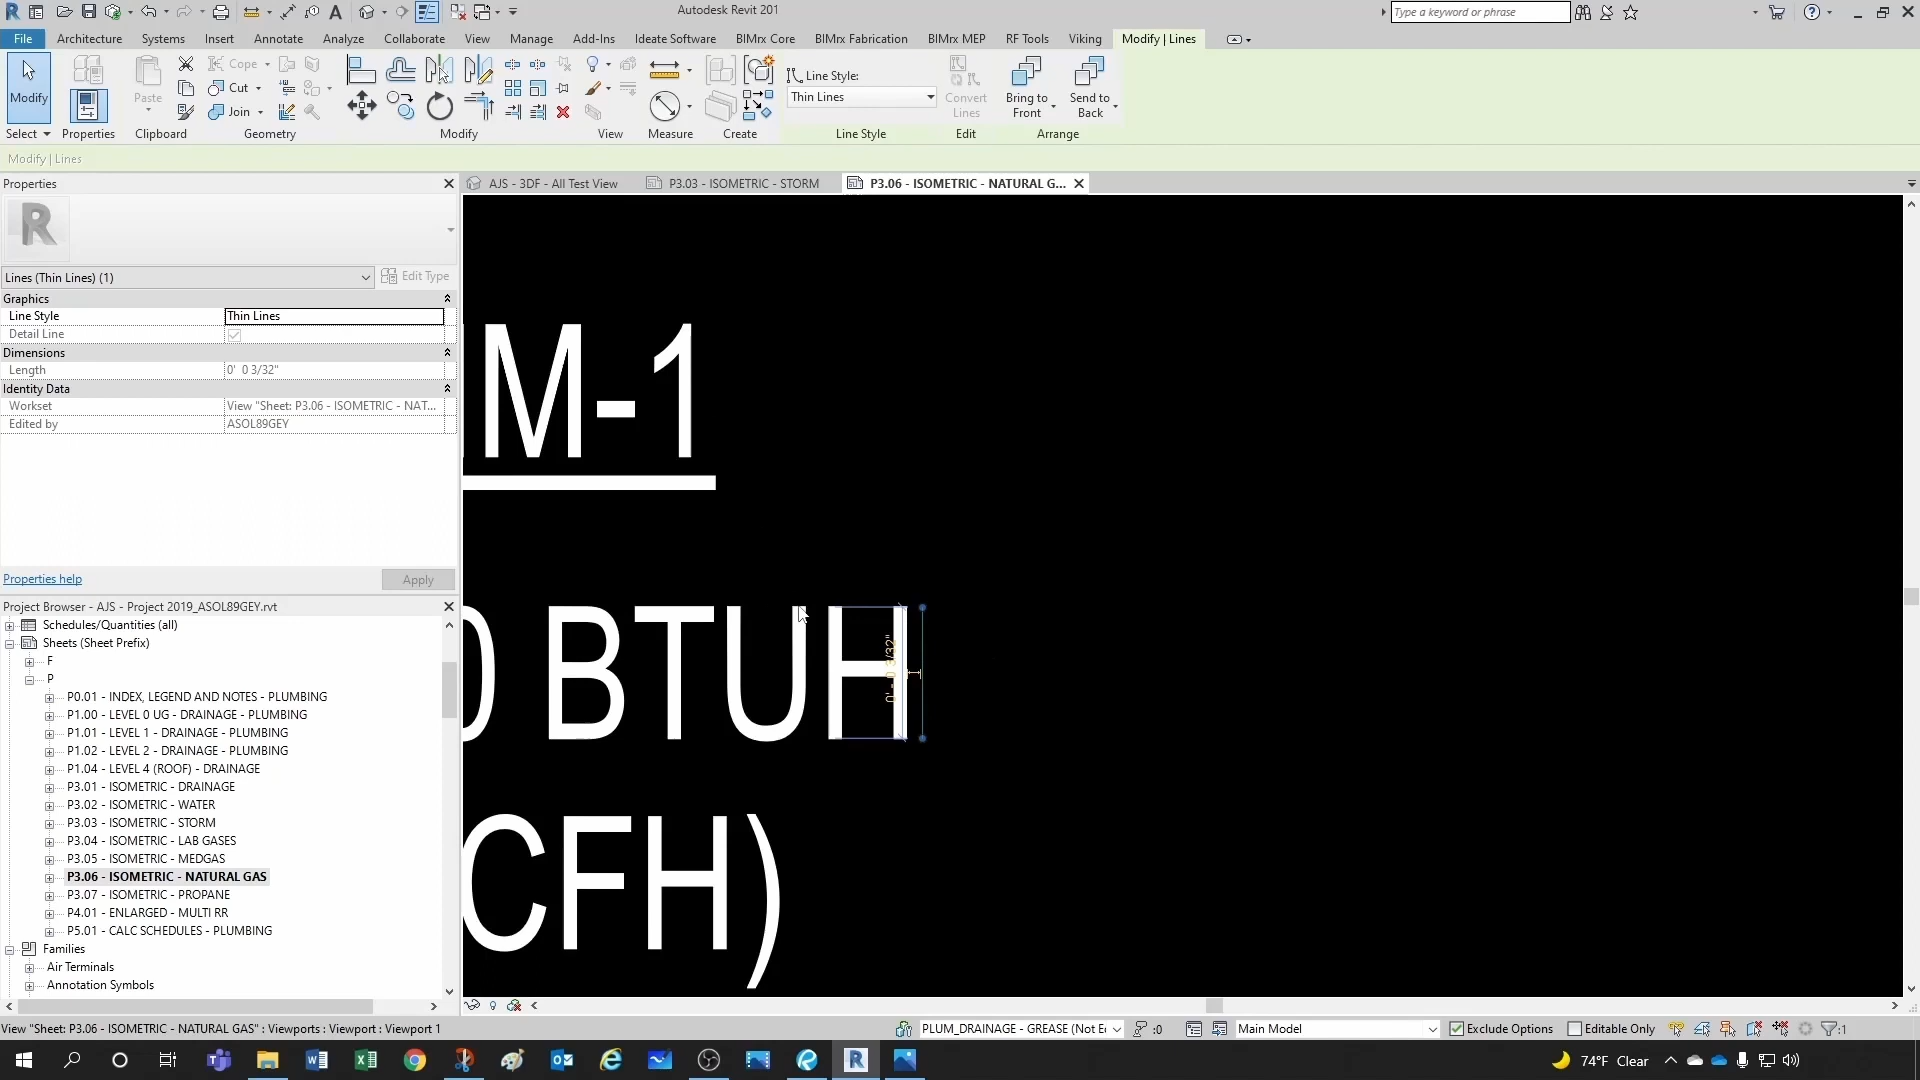 Autodesk Revit 201
Type a keyword or phrase
File Architecture Systems Insert Annotate Analyze Collaborate View Manage Add-Ins Ideate Software BIMrx Core BIMrx Fabrication BIMrx MEP RF Tools Viking Modify | Lines
Modify
Paste
Cope
Cut
Join
Line Style:
Thin Lines
Convert Lines
Bring to Front
Send to Back
Select Properties Clipboard Geometry Modify View Measure Create Line Style Edit Arrange
Modify | Lines
Properties
R
Lines (Thin Lines) (1)
Edit Type
Graphics
Line Style Thin Lines
Detail Line
Dimensions
Length 0' 0 3/32"
Identity Data
Workset View "Sheet: P3.06 - ISOMETRIC - NAT...
Edited by ASOL89GEY
Properties help
Apply
Project Browser - AJS - Project 2019_ASOL89GEY.rvt
Schedules/Quantities (all)
Sheets (Sheet Prefix)
F
P
P0.01 - INDEX, LEGEND AND NOTES - PLUMBING
P1.00 - LEVEL 0 UG - DRAINAGE - PLUMBING
P1.01 - LEVEL 1 - DRAINAGE - PLUMBING
P1.02 - LEVEL 2 - DRAINAGE - PLUMBING
P1.04 - LEVEL 4 (ROOF) - DRAINAGE
P3.01 - ISOMETRIC - DRAINAGE
P3.02 - ISOMETRIC - WATER
P3.03 - ISOMETRIC - STORM
P3.04 - ISOMETRIC - LAB GASES
P3.05 - ISOMETRIC - MEDGAS
P3.06 - ISOMETRIC - NATURAL GAS
P3.07 - ISOMETRIC - PROPANE
P4.01 - ENLARGED - MULTI RR
P5.01 - CALC SCHEDULES - PLUMBING
Families
Air Terminals
Annotation Symbols
AJS - 3DF - All Test View
P3.03 - ISOMETRIC - STORM
P3.06 - ISOMETRIC - NATURAL G...
M-1
0 BTUH
0' - 0 3/32"
CFH)
View "Sheet: P3.06 - ISOMETRIC - NATURAL GAS" : Viewports : Viewport : Viewport 1
PLUM_DRAINAGE - GREASE (Not E
:0
Main Model
Exclude Options
Editable Only
:1
74°F Clear